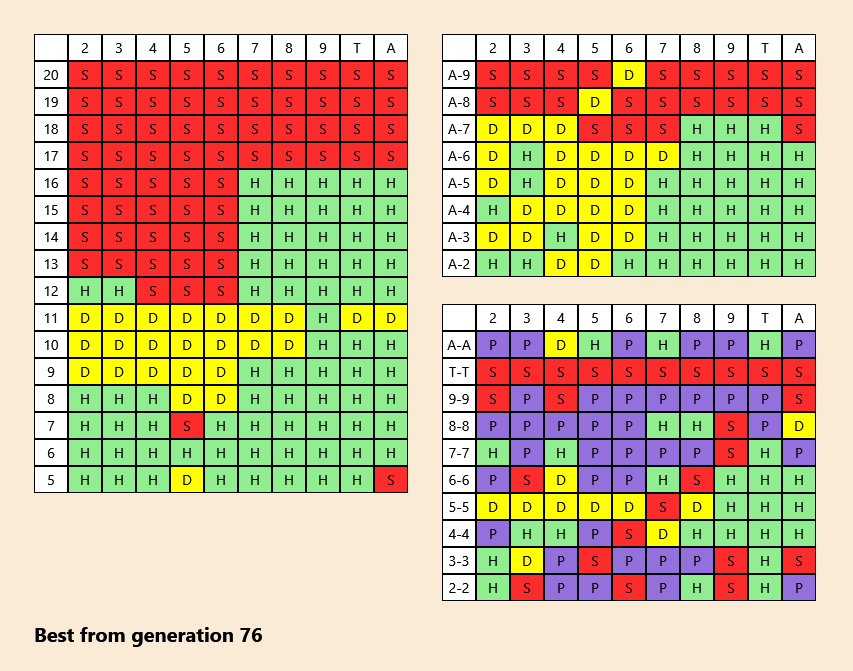 2 3 4 5 6 7 8 9 T A
20 S S S S S S S S S S
19 S S S S S S S S S S
18 S S S S S S S S S S
17 S S S S S S S S S S
16 S S S S S H H H H H
15 S S S S S H H H H H
14 S S S S S H H H H H
13 S S S S S H H H H H
12 H H S S S H H H H H
11 D D D D D D D H D D
10 D D D D D D D H H H
9 D D D D D H H H H H
8 H H H D D H H H H H
7 H H H S H H H H H H
6 H H H H H H H H H H
5 H H H D H H H H H S
2 3 4 5 6 7 8 9 T A
A-9 S S S S D S S S S S
A-8 S S S D S S S S S S
A-7 D D D S S S H H H S
A-6 D H D D D D H H H H
A-5 D H D D D H H H H H
A-4 H D D D D H H H H H
A-3 D D H D D H H H H H
A-2 H H D D H H H H H H
2 3 4 5 6 7 8 9 T A
A-A P P D H P H P P H P
T-T S S S S S S S S S S
9-9 S P S P P P P P P S
8-8 P P P P P H H S P D
7-7 H P H P P P P S H P
6-6 P S D P P H S H H H
5-5 D D D D D S D H H H
4-4 P H H P S D H H H H
3-3 H D P S P P P S H S
2-2 H S P P S P H S H P
Best from generation 76